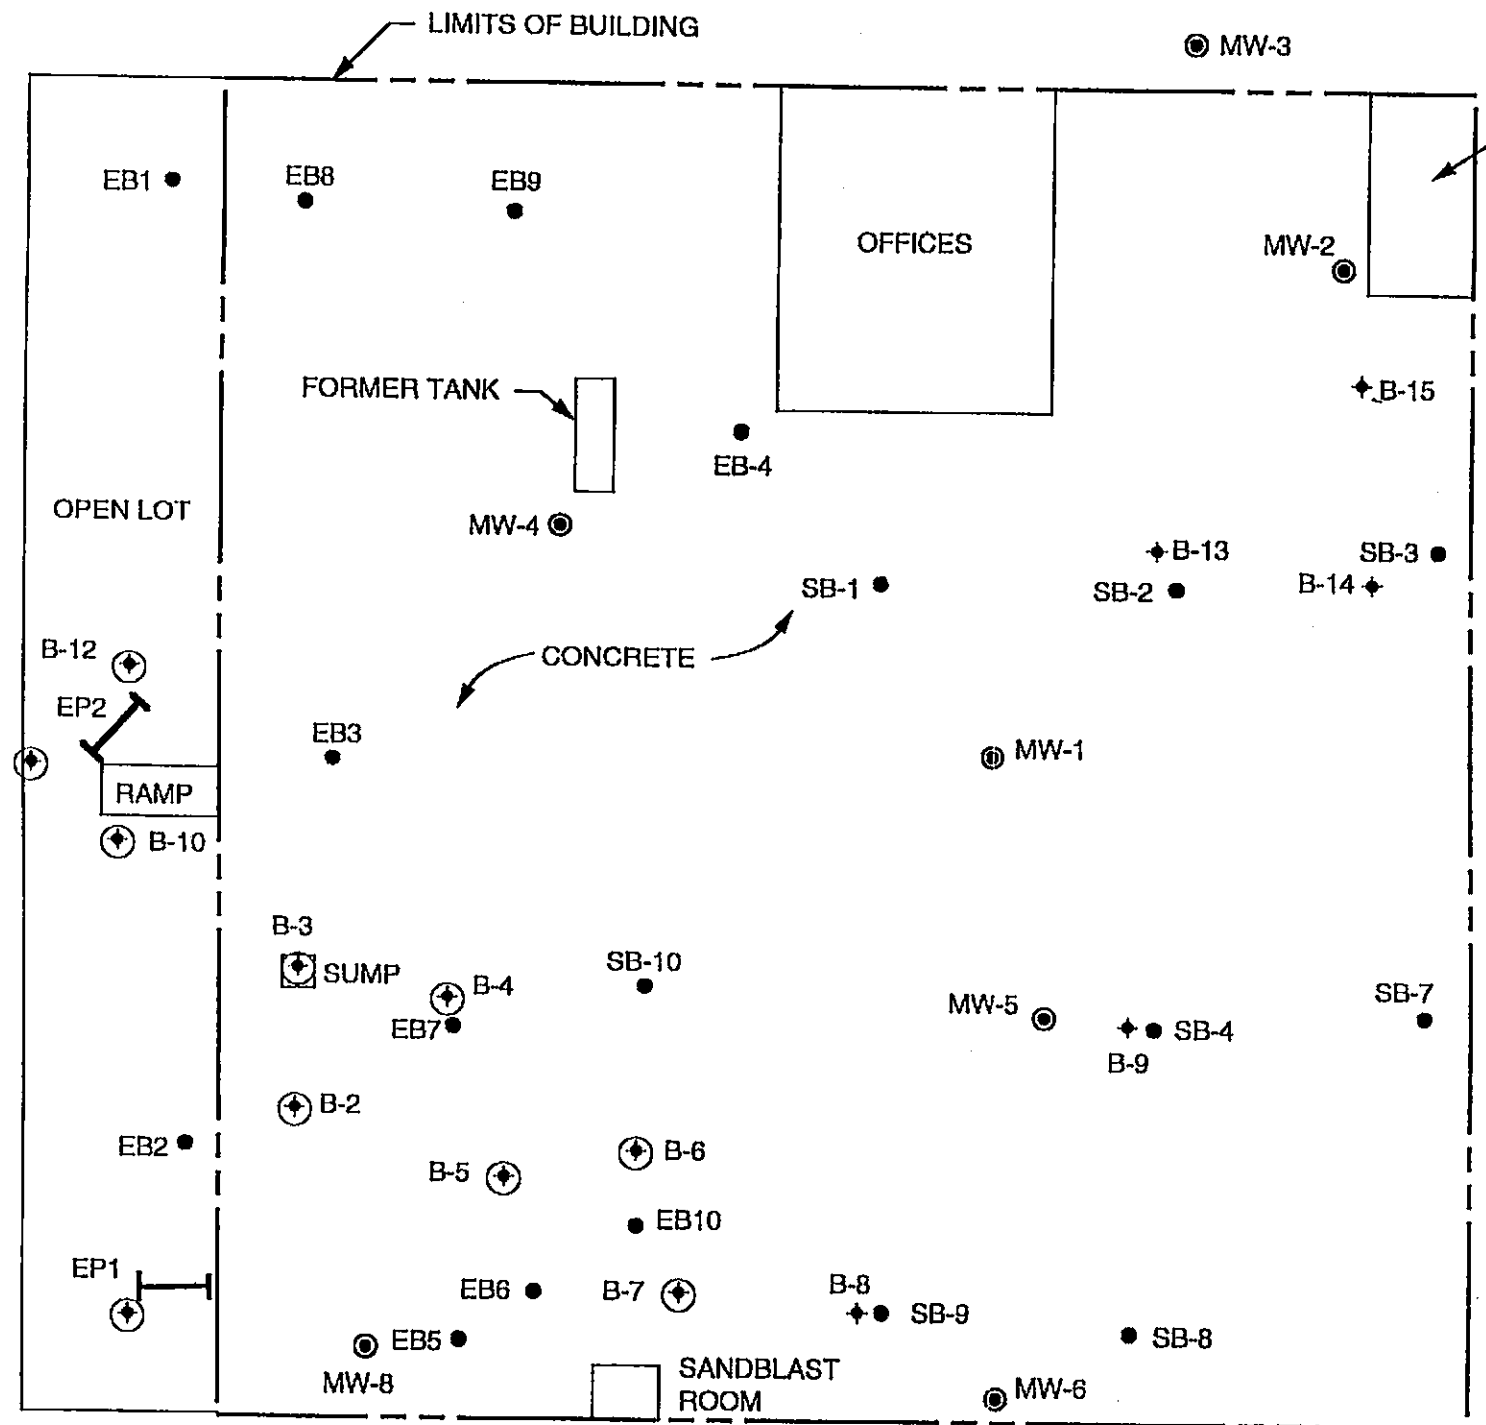 LIMITS OF BUILDING
MW-3
EB1
EB8
EB9
OFFICES
MW-2
FORMER TANK
B-15
EB-4
OPEN LOT
MW-4
B-13
SB-3
SB-1
SB-2
B-14
B-12
CONCRETE
EP2
EB3
MW-1
RAMP
B-10
B-3
SUMP
SB-10
B-4
MW-5
SB-7
EB7
SB-4
B-9
B-2
EB2
B-6
B-5
EB10
EP1
EB6
B-7
B-8
SB-9
EB5
SB-8
MW-8
SANDBLAST
ROOM
MW-6